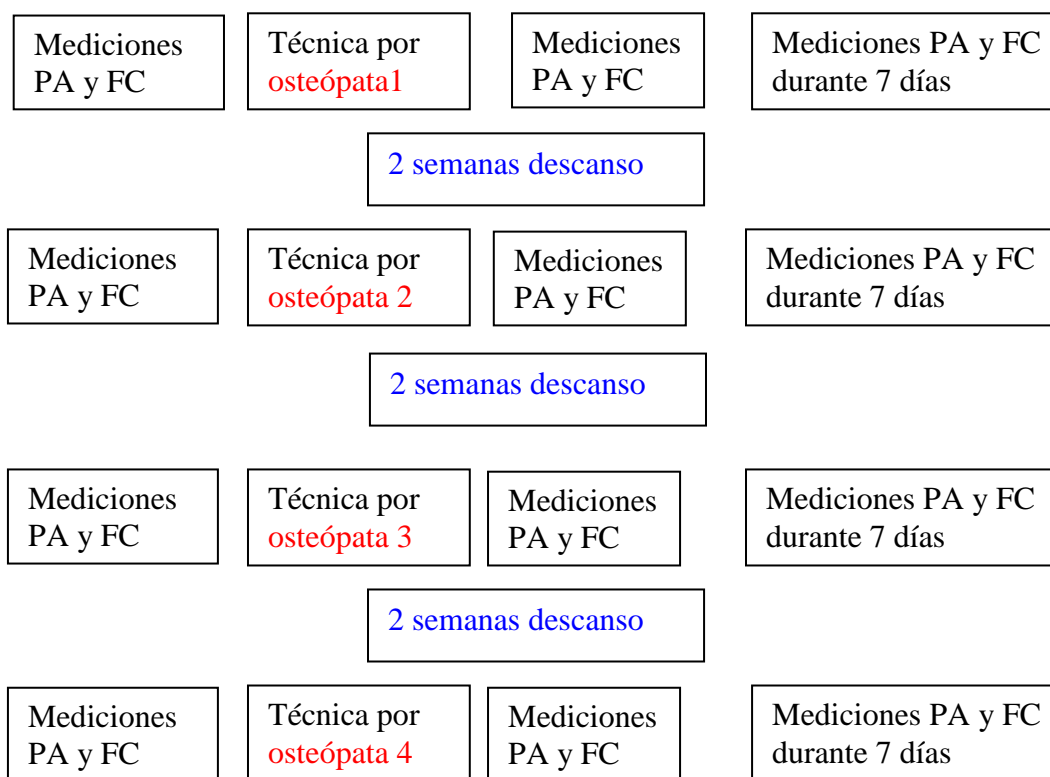 Mediciones
PA y FC
Técnica por
osteópata1
Mediciones
PA y FC
Mediciones PA y FC
durante 7 días
2 semanas descanso
Mediciones
PA y FC
Técnica por
osteópata 2
Mediciones
PA y FC
Mediciones PA y FC
durante 7 días
2 semanas descanso
Mediciones
PA y FC
Técnica por
osteópata 3
Mediciones
PA y FC
Mediciones PA y FC
durante 7 días
2 semanas descanso
Mediciones
PA y FC
Técnica por
osteópata 4
Mediciones
PA y FC
Mediciones PA y FC
durante 7 días